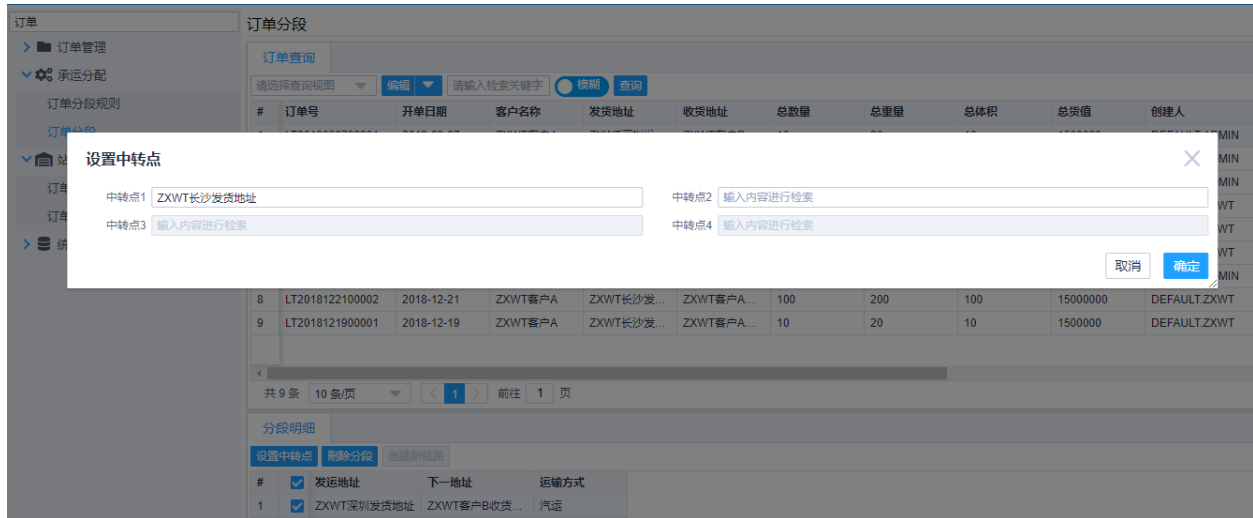 订单
订单管理
承运分配
订单分段规则
订单分段
订单分段
订单查询
请选择查询视图 编辑 请输入检索关键字 模糊 查询
# 订单号 开单日期 客户名称 发货地址 收货地址 总数量 总重量 总体积 总货值 创建人
设置中转点
中转点1 ZXWT长沙发货地址 中转点2 输入内容进行检索
中转点3 输入内容进行检索 中转点4 输入内容进行检索
取消 确定
8 LT2018122100002 2018-12-21 ZXWT客户A ZXWT长沙发... ZXWT客户A... 100 200 100 15000000 DEFAULT.ZXWT
9 LT2018121900001 2018-12-19 ZXWT客户A ZXWT长沙发... ZXWT客户A... 10 20 10 1500000 DEFAULT.ZXWT
共 9 条 10 条/页 1 前往 1 页
分段明细
设置中转点 删除分段 创建新线路
# 发运地址 下一地址 运输方式
1 ZXWT深圳发货地址 ZXWT客户B收货... 汽运